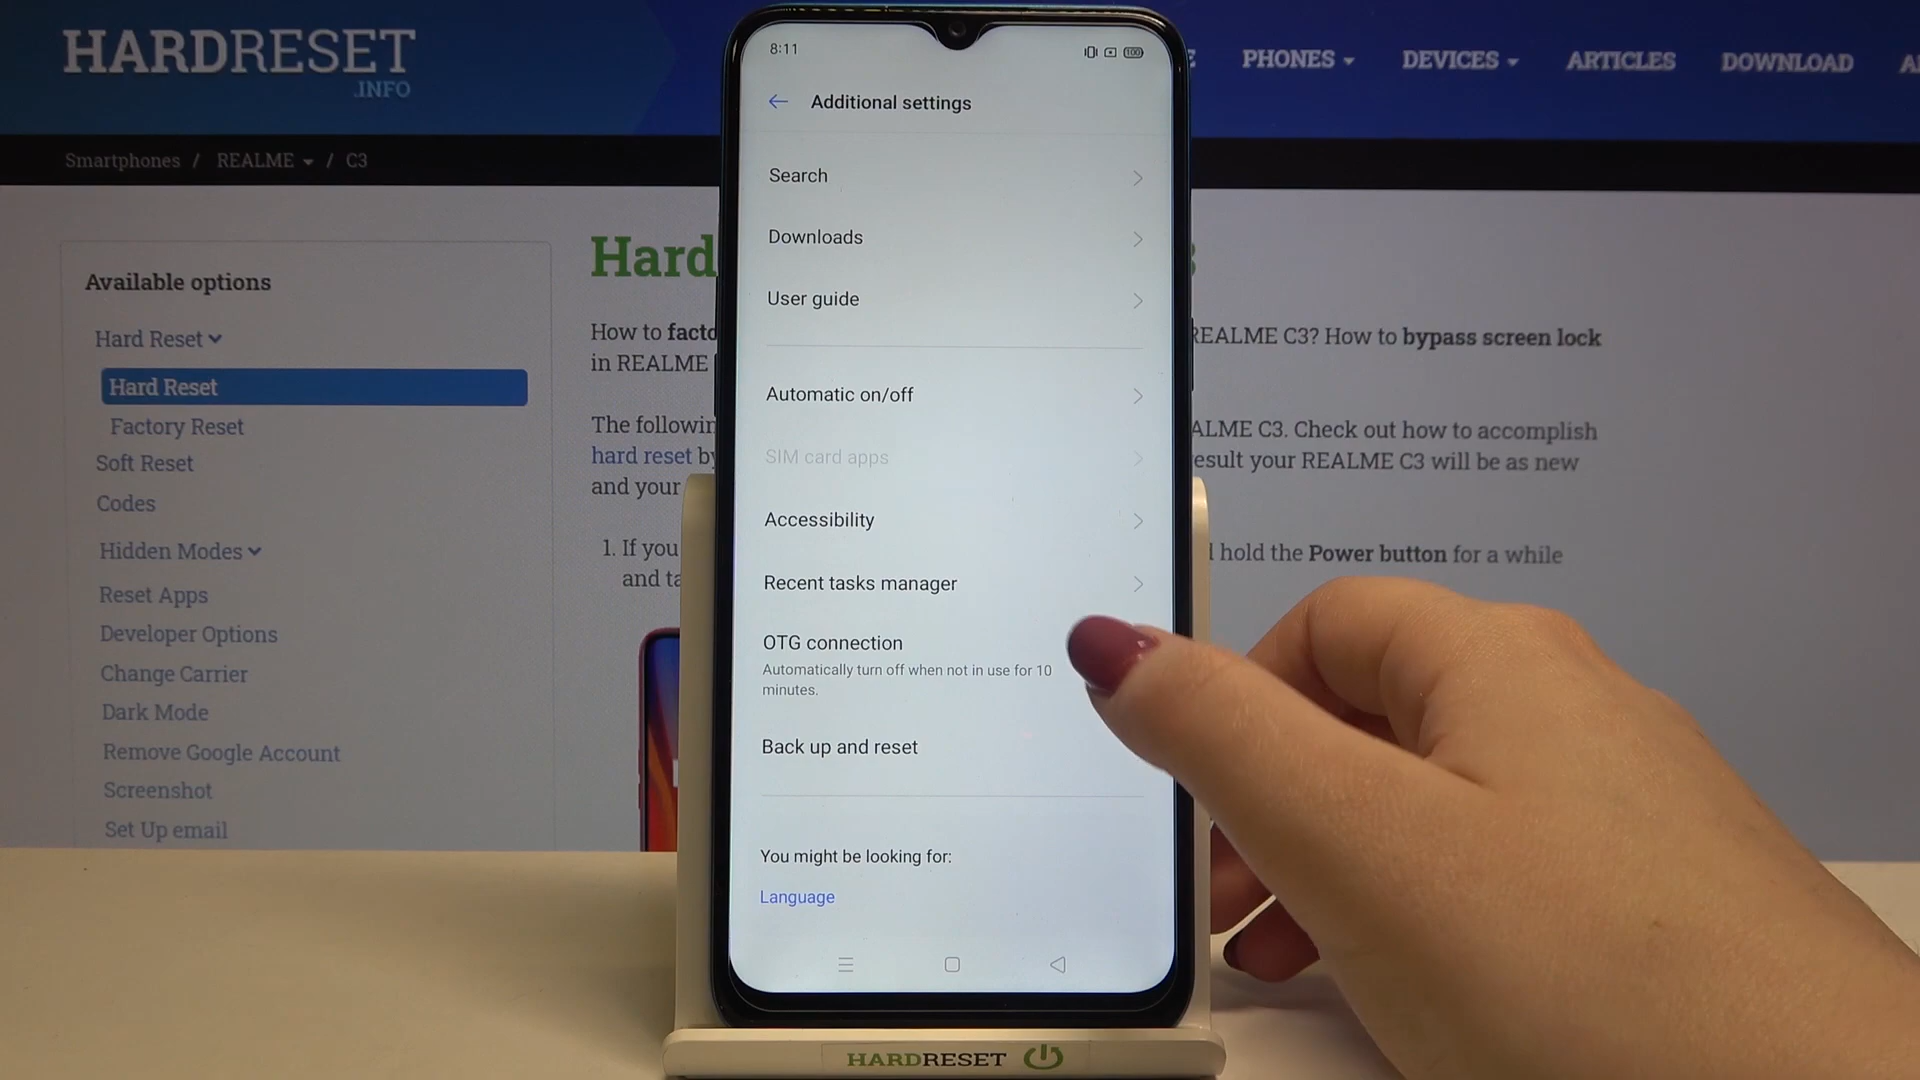 HARDRESET
.INFO
PHONES
DEVICES
ARTICLES
DOWNLOAD
Smartphones / REALME / C3
Available options
Hard Reset
Hard Reset
Factory Reset
Soft Reset
Codes
Hidden Modes
Reset Apps
Developer Options
Change Carrier
Dark Mode
Remove Google Account
Screenshot
Set Up email
Hard
How to facto
REALME C3? How to bypass screen lock
in REALME
The followin
ALME C3. Check out how to accomplish
hard reset by
esult your REALME C3 will be as new
and your
1. If you
hold the Power button for a while
and ta
8:11
100
Additional settings
Search
Downloads
User guide
Automatic on/off
SIM card apps
Accessibility
Recent tasks manager
OTG connection
Automatically turn off when not in use for 10
minutes.
Back up and reset
You might be looking for:
Language
HARDRESET